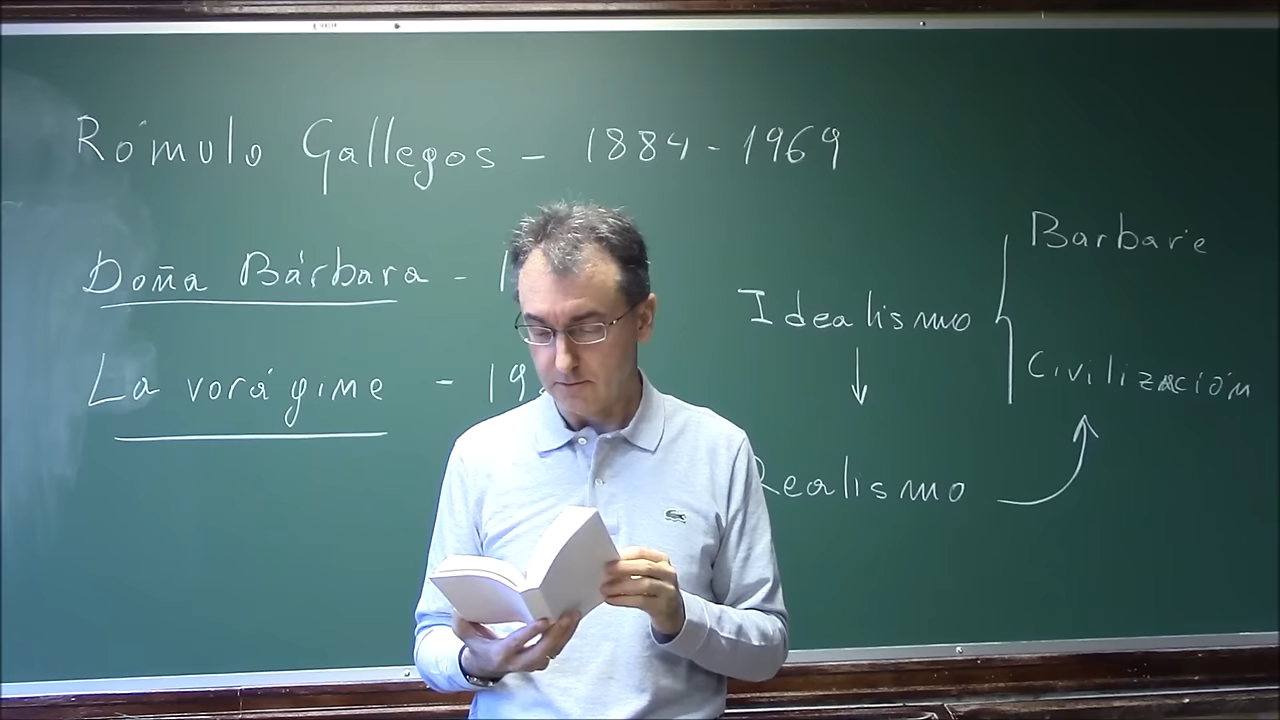 Rómulo Gallegos - 1884 - 1969
Doña Bárbara - 1
La vorágine - 19
Idealismo
Barbarie
Civilización
Realismo